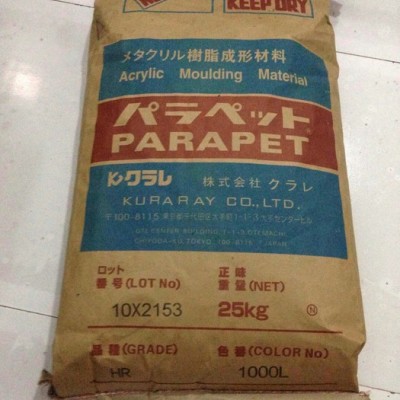 KEEP DRY
メタクリル樹脂成形材料
Acrylic Moulding Material
パラペット
PARAPET
クラレ 株式会社 クラレ
KURARAY CO., LTD.
〒100-8115
ロット 正味
番号(LOT No) 重量(NET)
10X2153 25kg N
品種(GRADE) 色番(COLOR No)
HR 1000L